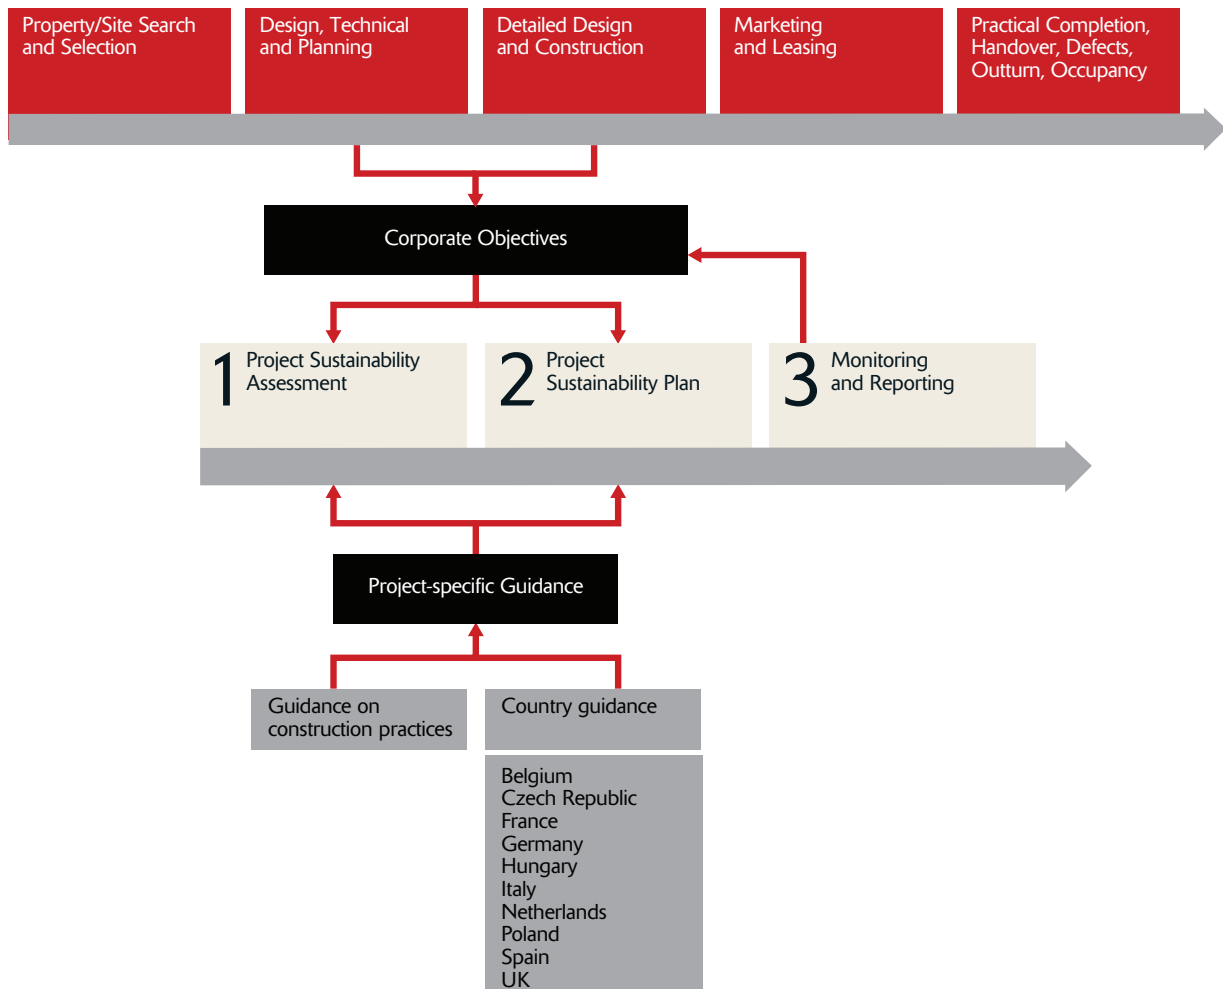 Property/Site Search
and Selection
Design, Technical
and Planning
Detailed Design
and Construction
Marketing
and Leasing
Practical Completion,
Handover, Defects,
Outturn, Occupancy
Corporate Objectives
1 Project Sustainability
Assessment
2 Project
Sustainability Plan
3 Monitoring
and Reporting
Project-specific Guidance
Guidance on
construction practices
Country guidance
Belgium
Czech Republic
France
Germany
Hungary
Italy
Netherlands
Poland
Spain
UK